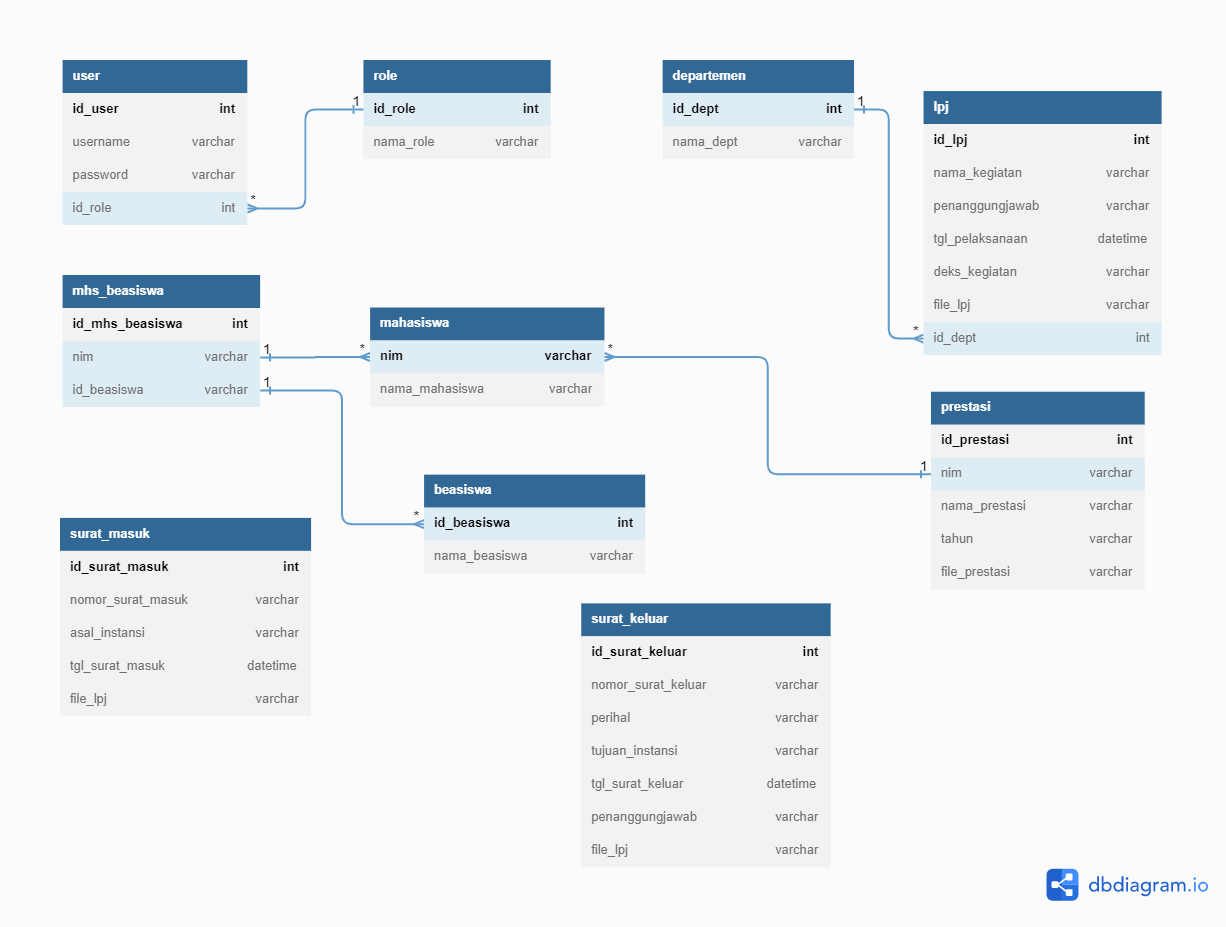 user
id_user int
username varchar
password varchar
id_role int
*
1
role
id_role int
nama_role varchar
departemen
id_dept int
nama_dept varchar
1
*
lpj
id_lpj int
nama_kegiatan varchar
penanggungjawab varchar
tgl_pelaksanaan datetime
deks_kegiatan varchar
file_lpj varchar
id_dept int
mhs_beasiswa
id_mhs_beasiswa int
nim varchar
id_beasiswa varchar
1
1
*
mahasiswa
nim varchar
nama_mahasiswa varchar
*
1
prestasi
id_prestasi int
nim varchar
nama_prestasi varchar
tahun varchar
file_prestasi varchar
*
beasiswa
id_beasiswa int
nama_beasiswa varchar
surat_masuk
id_surat_masuk int
nomor_surat_masuk varchar
asal_instansi varchar
tgl_surat_masuk datetime
file_lpj varchar
surat_keluar
id_surat_keluar int
nomor_surat_keluar varchar
perihal varchar
tujuan_instansi varchar
tgl_surat_keluar datetime
penanggungjawab varchar
file_lpj varchar
dbdiagram.io